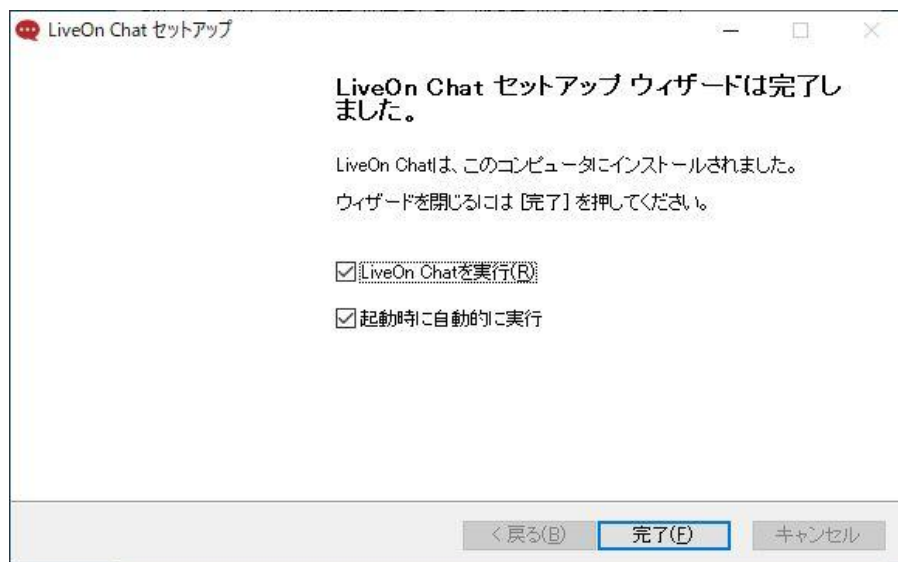 LiveOn Chat セットアップ
LiveOn Chat セットアップ ウィザードは完了し
ました。
LiveOn Chatは、このコンピュータにインストールされました。
ウィザードを閉じるには [完了] を押してください。
LiveOn Chatを実行(R)
起動時に自動的に実行
< 戻る(B)
完了(F)
キャンセル